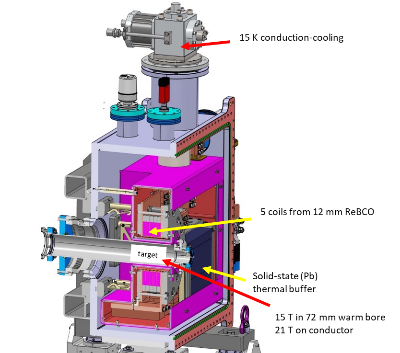 15 K conduction-cooling
5 coils from 12 mm ReBCO
target
Solid-state (Pb)
thermal buffer
15 T in 72 mm warm bore
21 T on conductor